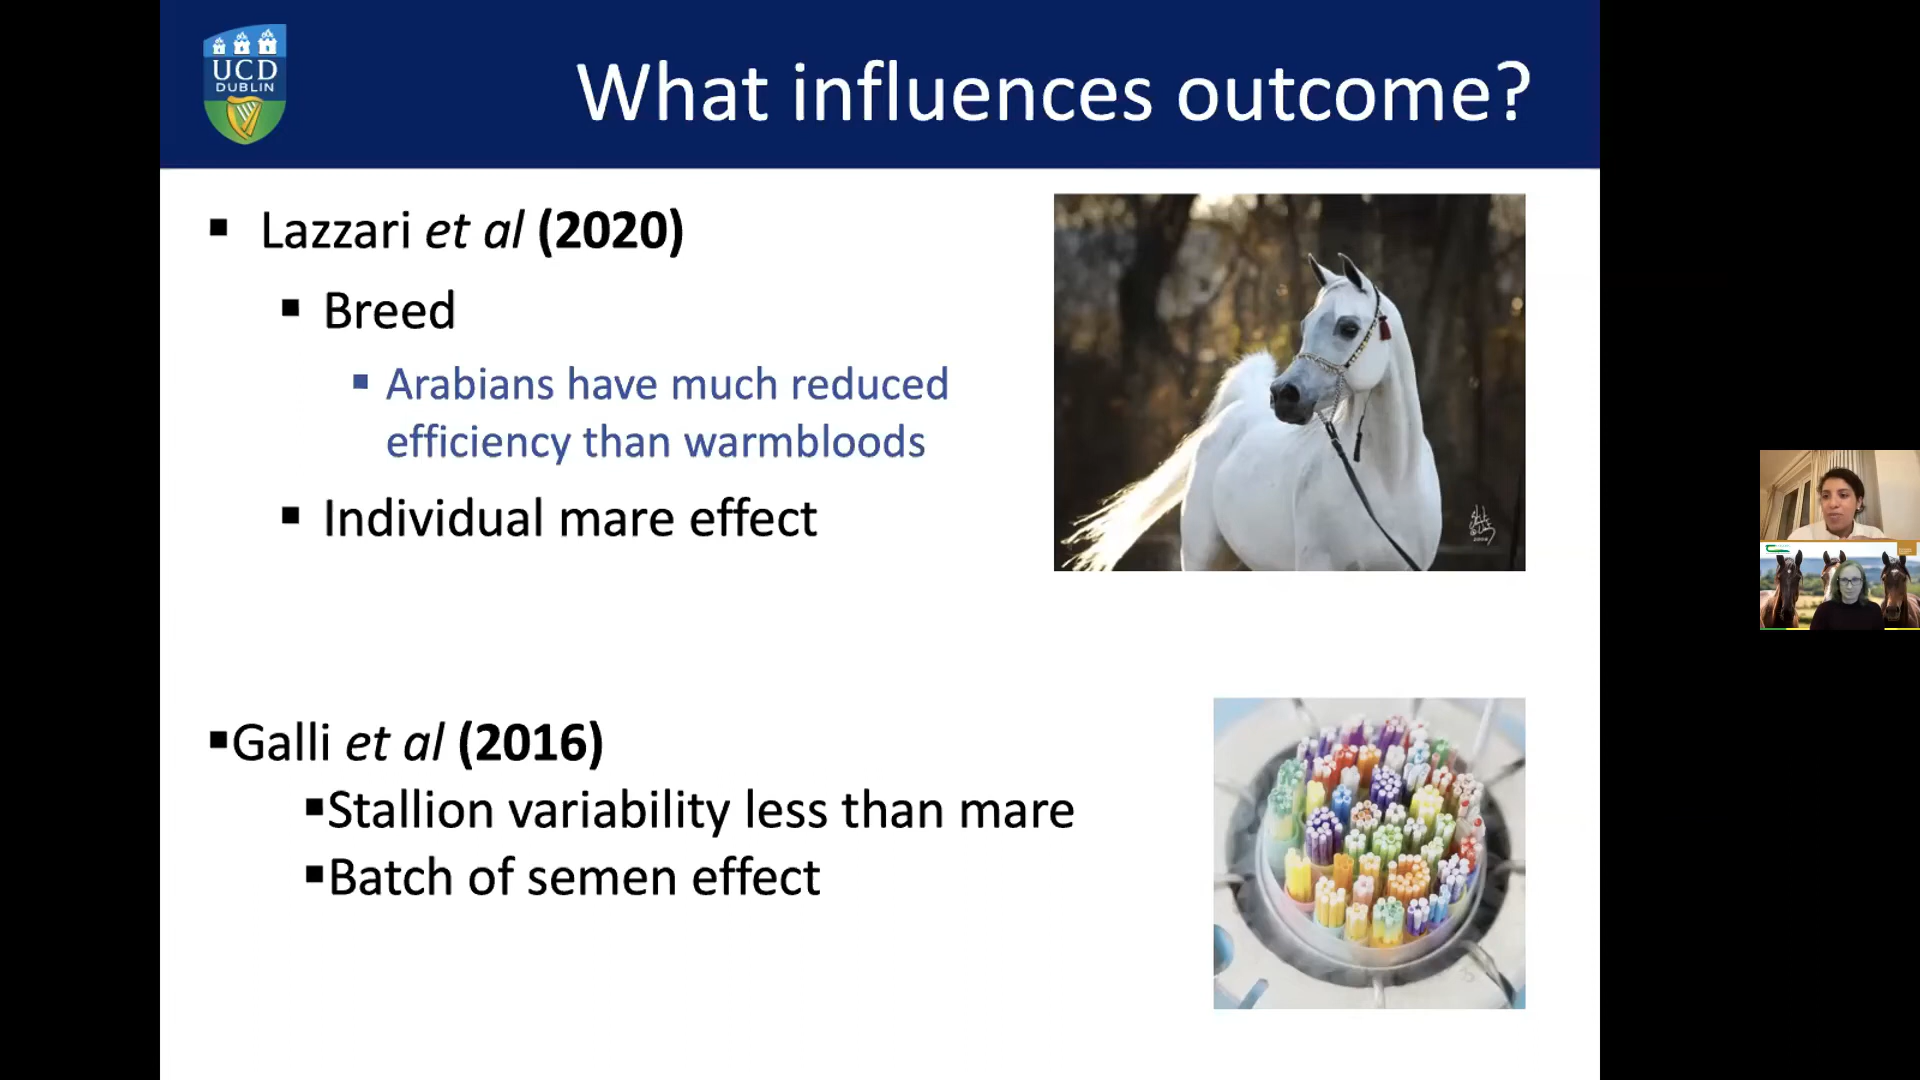 UCD
DUBLIN
What influences outcome?
▪ Lazzari et al (2020)
▪ Breed
▪ Arabians have much reduced
efficiency than warmbloods
▪ Individual mare effect
▪Galli et al (2016)
▪Stallion variability less than mare
▪Batch of semen effect